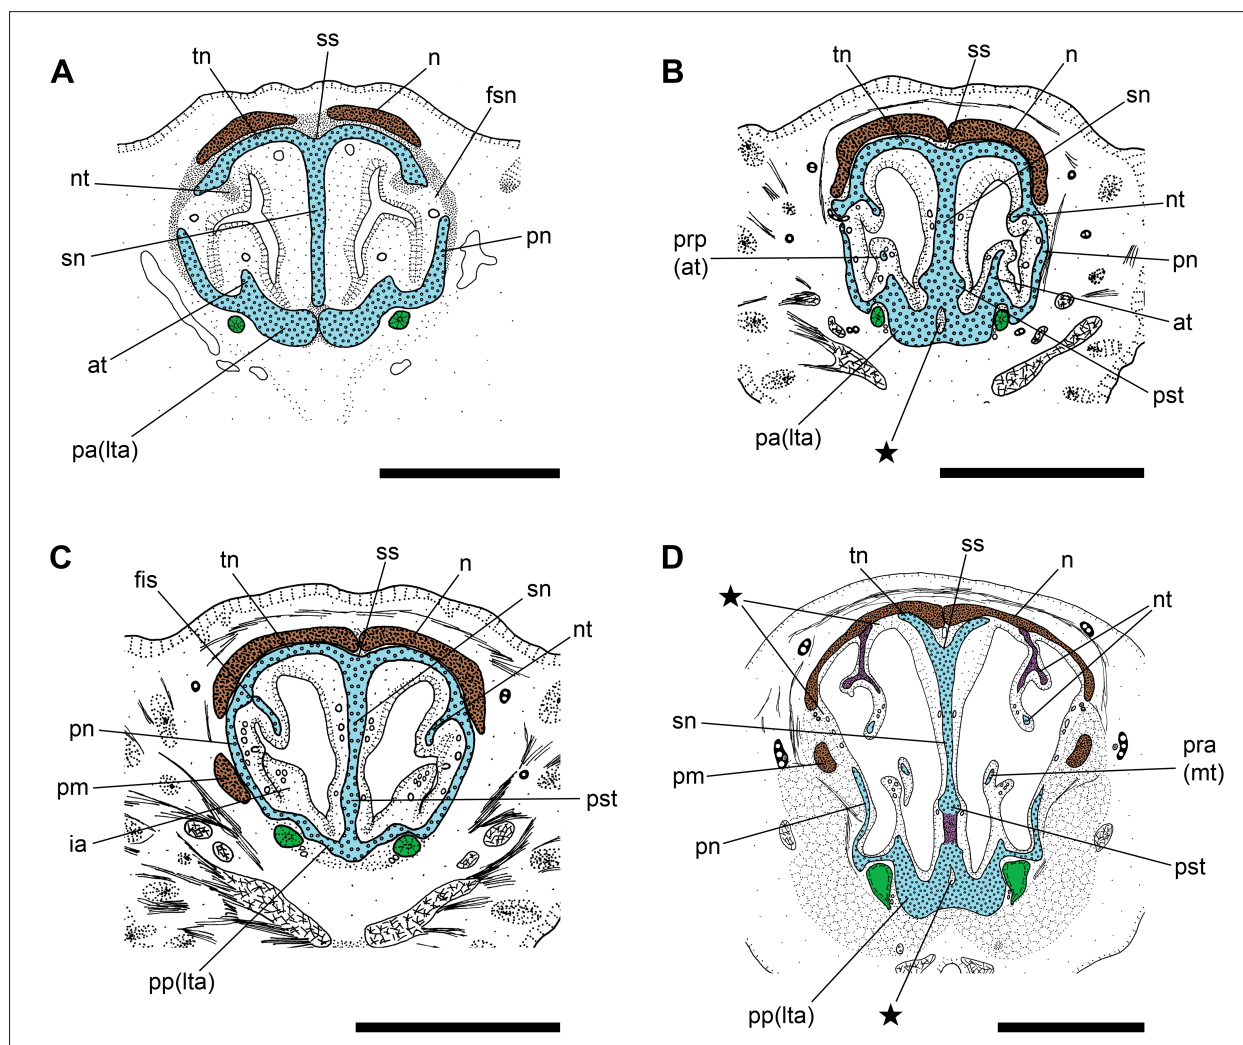 A
ss
tn
n
fsn
nt
sn
pn
at
pa(lta)
B
ss
tn
n
sn
nt
prp
(at)
pn
at
pst
pa(lta)
C
ss
tn
n
fis
sn
nt
pn
pm
pst
ia
pp(lta)
D
ss
tn
n
nt
sn
pm
pra
(mt)
pn
pst
pp(lta)